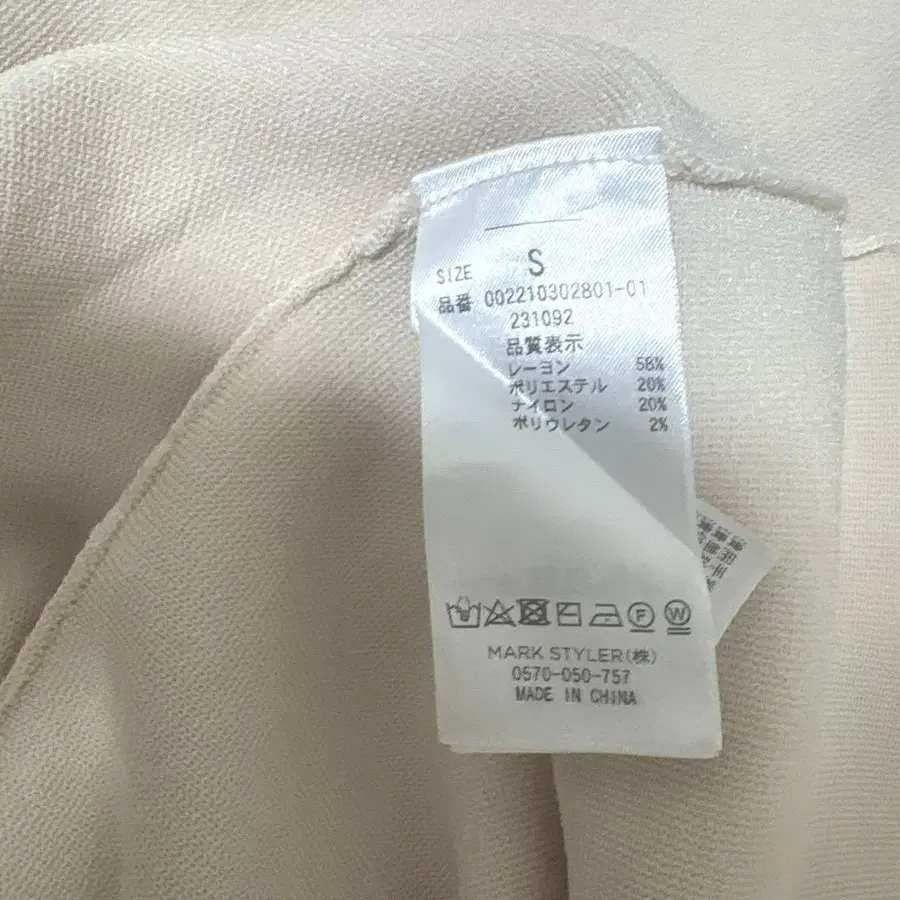 SIZE S
品番 002210302801-01
231092
品質表示
レーヨン 58%
ポリエステル 20%
ナイロン 20%
ポリウレタン 2%
F W
MARK STYLER(株)
0570-050-757
MADE IN CHINA